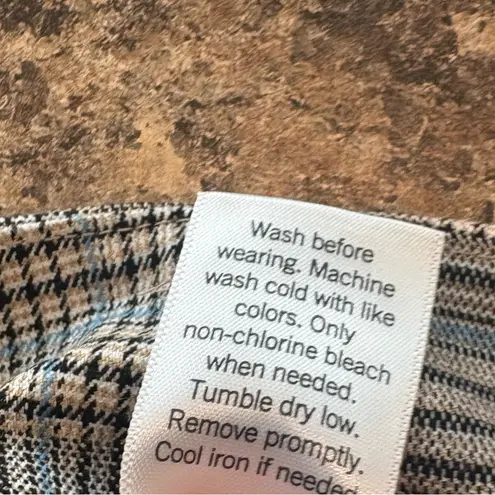 Wash before
wearing. Machine
wash cold with like
colors. Only
non-chlorine bleach
when needed.
Tumble dry low.
Remove promptly.
Cool iron if needed